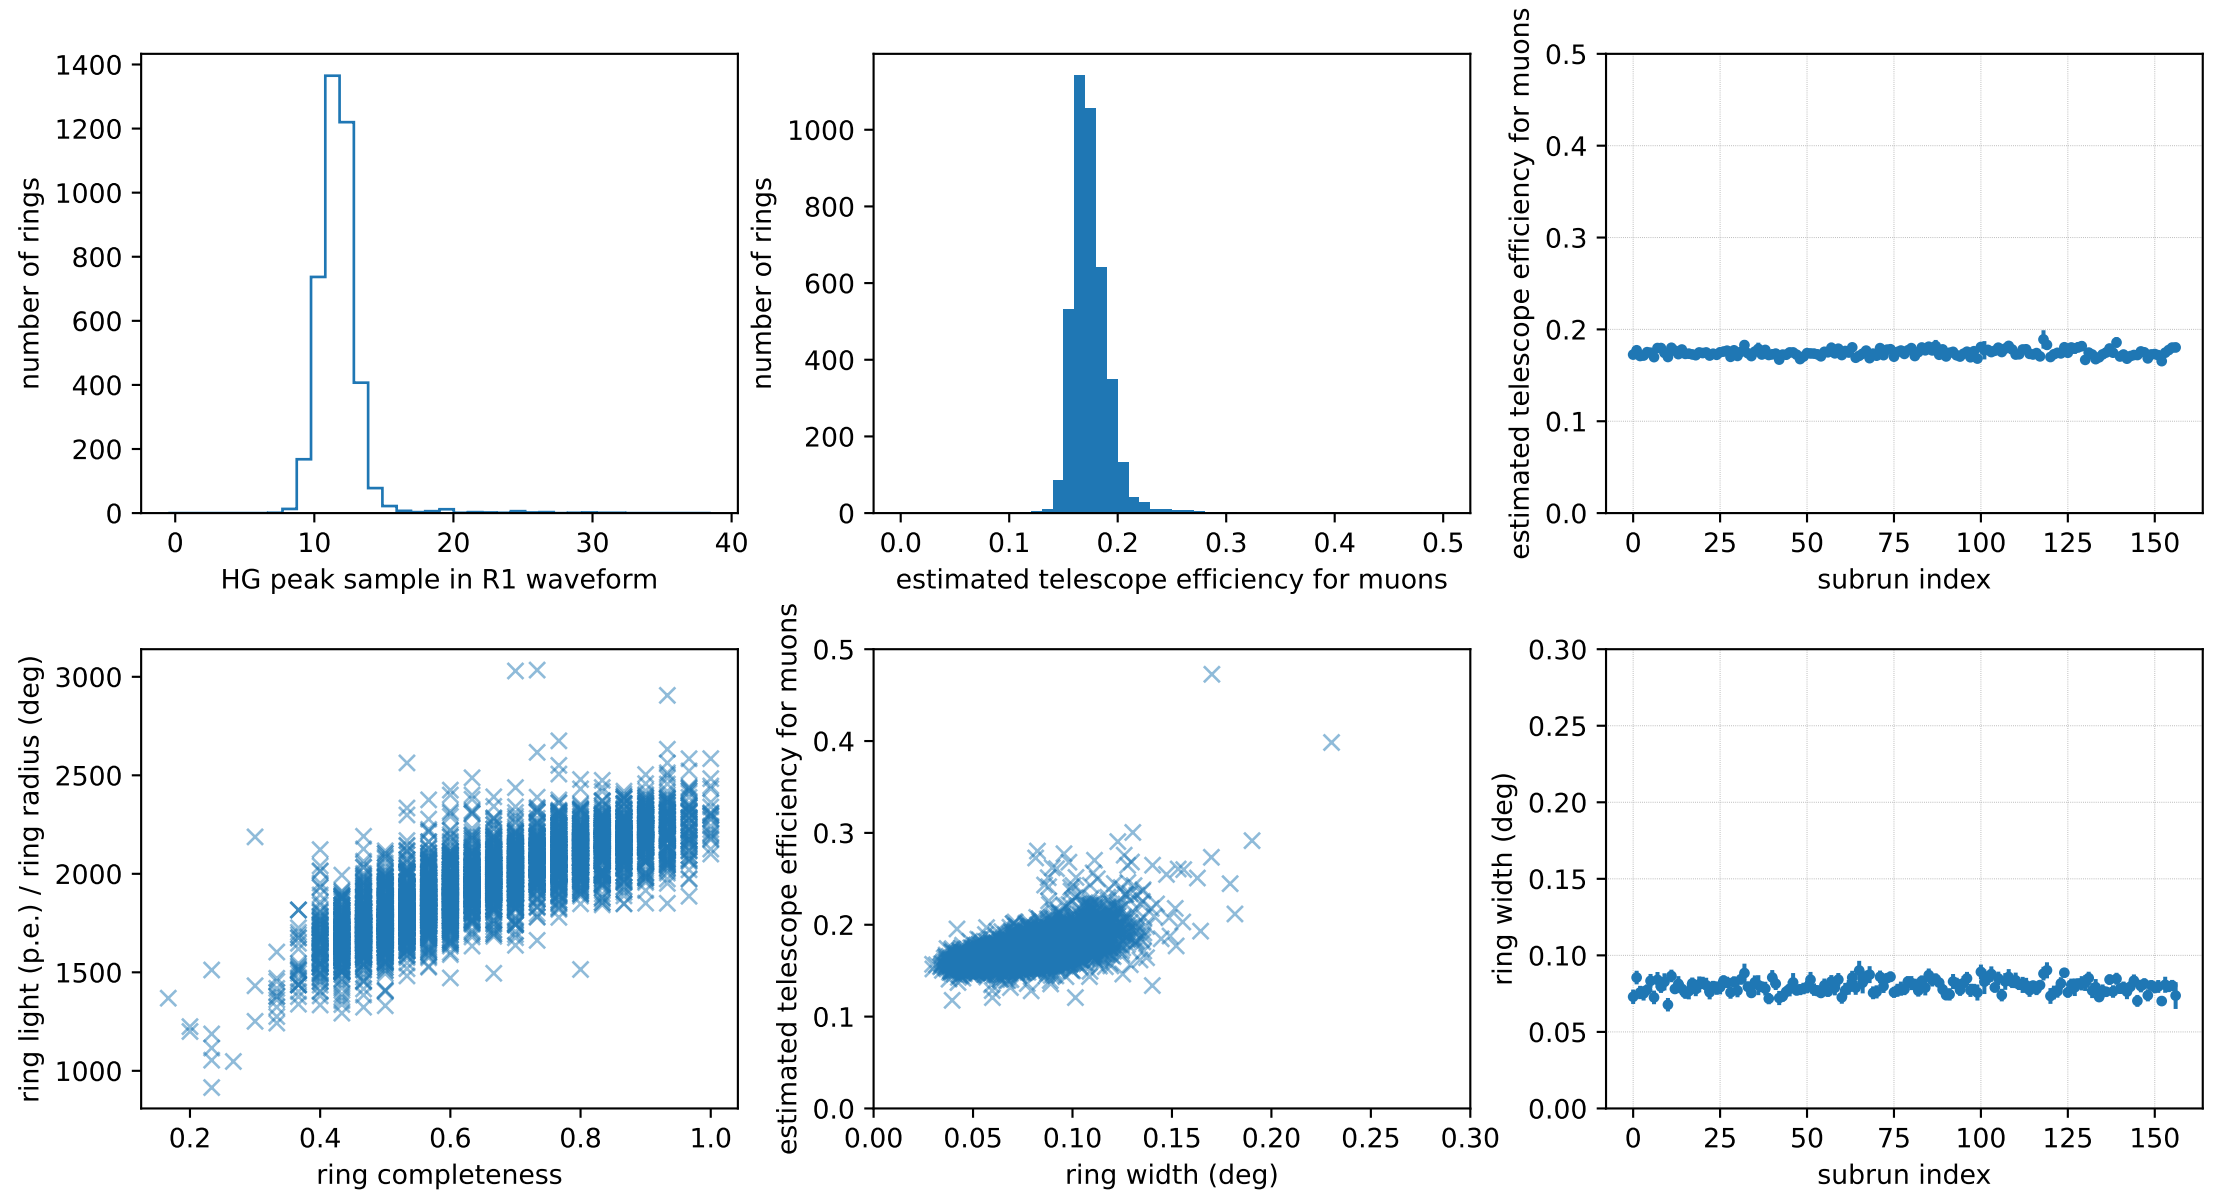 number of rings
1400
1200
1000
800
600
400
200
0
0 10 20 30 40
HG peak sample in R1 waveform
number of rings
1000
800
600
400
200
0
0.0 0.1 0.2 0.3 0.4 0.5
estimated telescope efficiency for muons
estimated telescope efficiency for muons
0.5
0.4
0.3
0.2
0.1
0.0
0 25 50 75 100 125 150
subrun index
ring light (p.e.) / ring radius (deg)
3000
2500
2000
1500
1000
0.2 0.4 0.6 0.8 1.0
ring completeness
estimated telescope efficiency for muons
0.5
0.4
0.3
0.2
0.1
0.0
0.00 0.05 0.10 0.15 0.20 0.25 0.30
ring width (deg)
ring width (deg)
0.30
0.25
0.20
0.15
0.10
0.05
0.00
0 25 50 75 100 125 150
subrun index